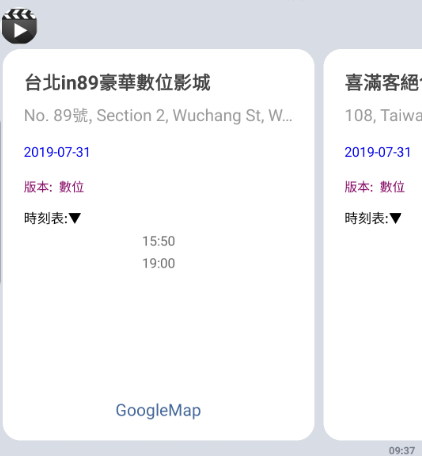 台北in89豪華數位影城
No. 89號, Section 2, Wuchang St, W...
2019-07-31
版本: 數位
時刻表:▼
15:50
19:00
GoogleMap
喜滿客絕
108, Taiwa
2019-07-31
版本: 數位
時刻表:▼
09:37